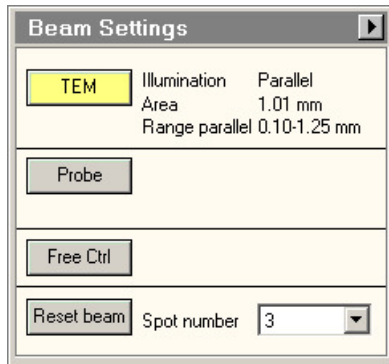 Beam Settings
TEM Illumination Parallel
Area 1.01 mm
Range parallel 0.10-1.25 mm
Probe
Free Ctrl
Reset beam Spot number 3